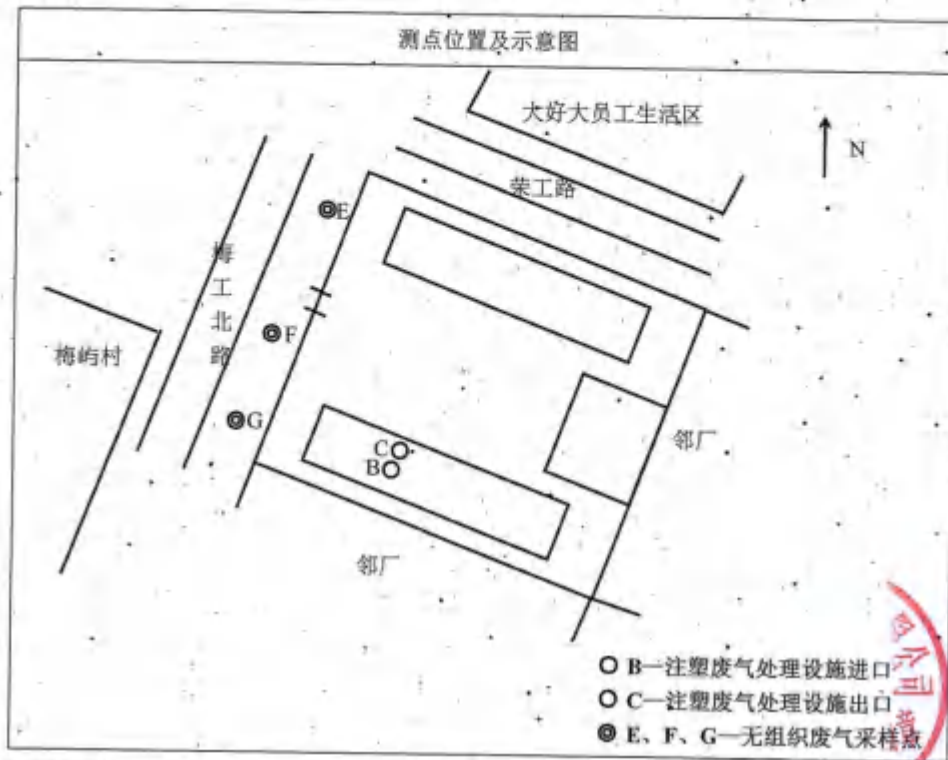 测点位置及示意图
大好大员工生活区
N
荣工路
E
梅工北路
F
梅屿村
G
邻厂
C
B
邻厂
B—注塑废气处理设施进口
C—注塑废气处理设施出口
E、F、G—无组织废气采样点
公司